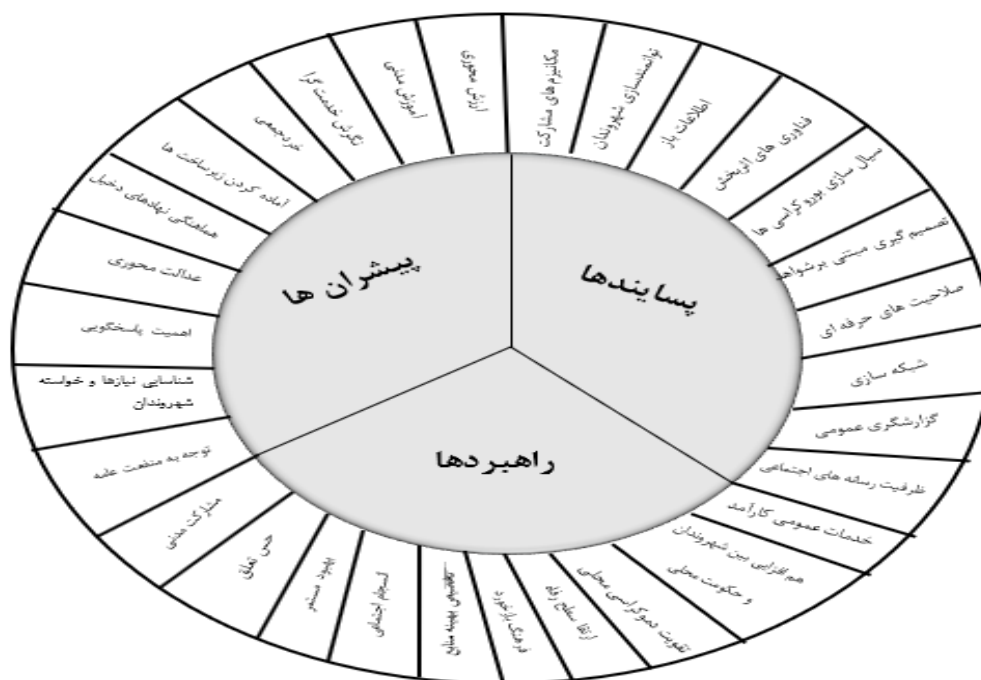 پیشران ها
پسایندها
راهبردها
مکانیزم‌های مشارکت
توانمندسازی شهروندان
اطلاعات باز
فناوری های اثربخش
سیال سازی بوروکراسی ها
تصمیم گیری مبتنی برشواهد
صلاحیت های حرفه ای
شبکه سازی
گزارشگری عمومی
ظرفیت رسانه های اجتماعی
خدمات عمومی کارآمد
هم افزایی بین شهروندان
و حکومت محلی
تقویت دموکراسی محلی
ارتقا سطح رفاه
فرهنگ بازخورد
تخصیص بهینه منابع
انسجام اجتماعی
بهبود مستمر
حس تعلق
مشارکت مدنی
توجه به منفعت عامه
شناسایی نیازها و خواسته
شهروندان
اهمیت پاسخگویی
عدالت محوری
هماهنگی نهادهای دخیل
آماده کردن زیرساخت ها
خردجمعی
نگرش خدمت گرا
آموزش مدنی
ارزش محوری